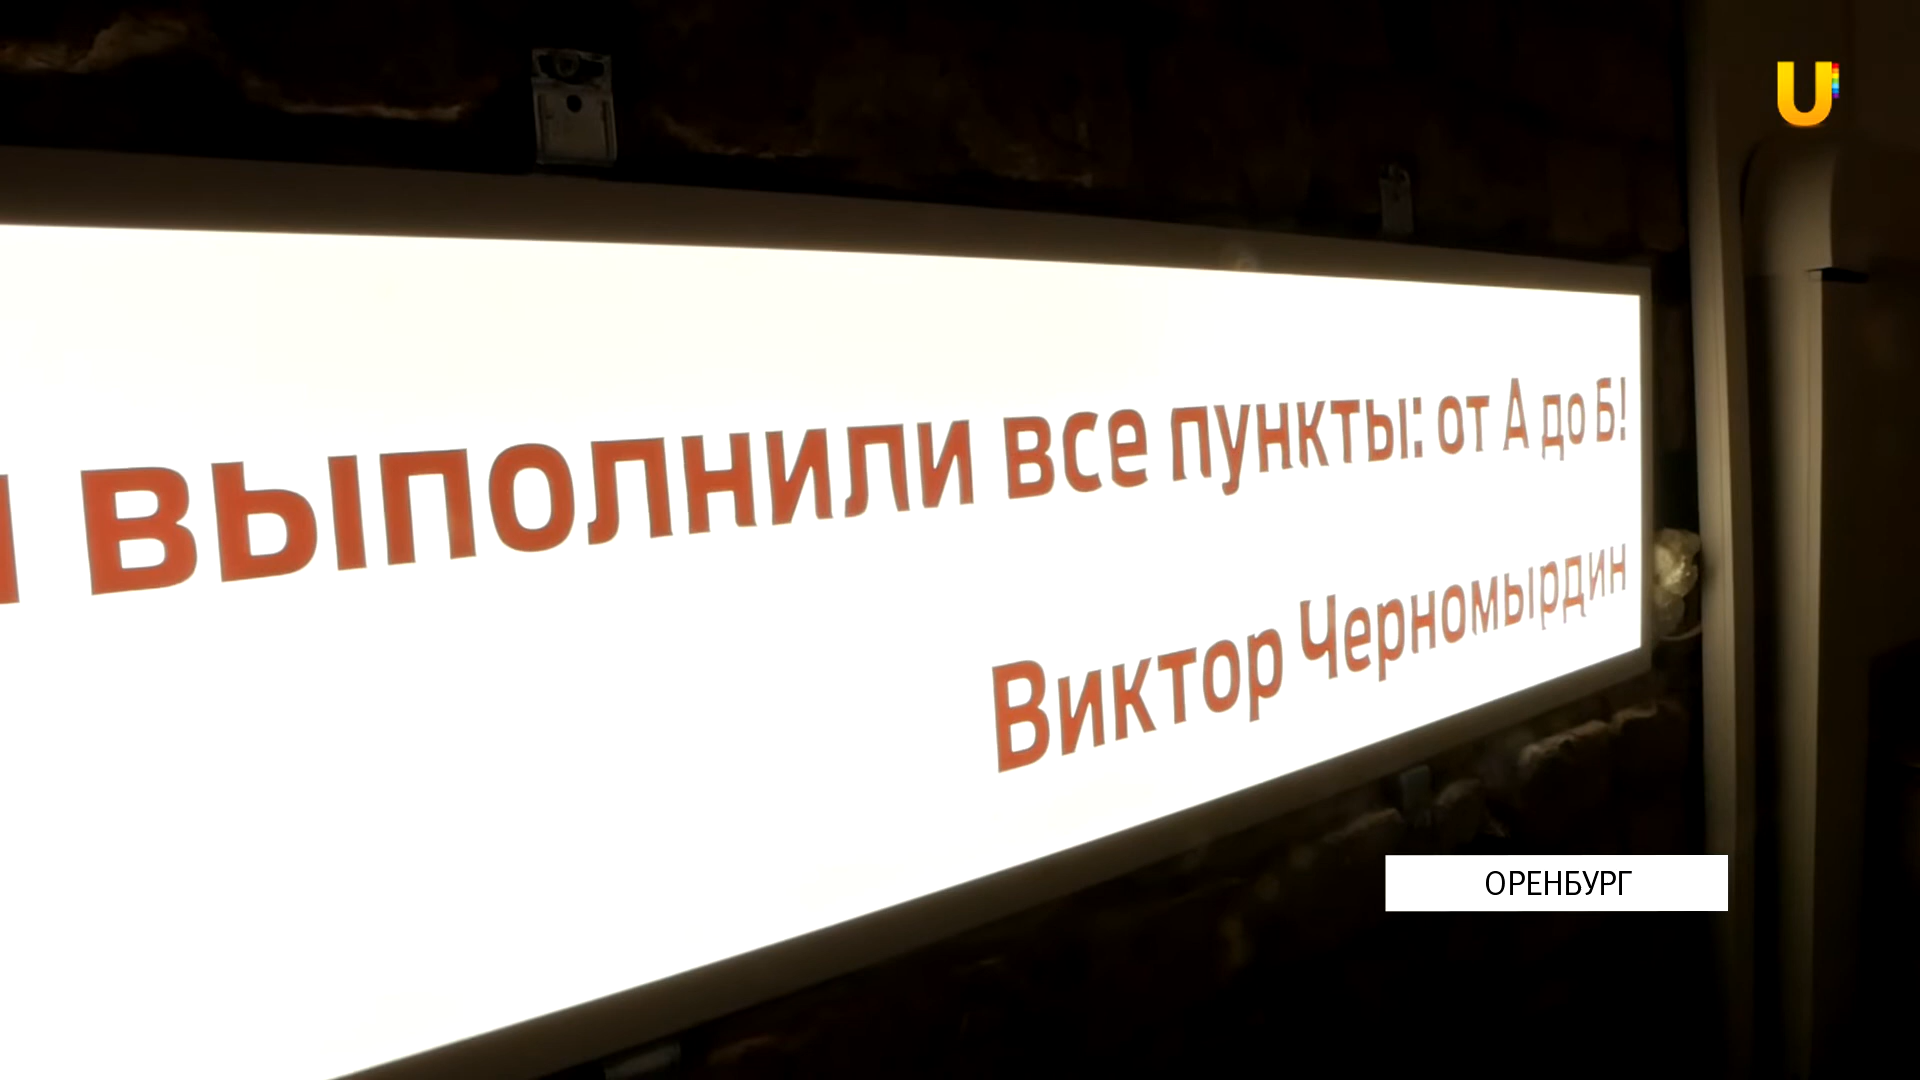 U
выполнили все пункты: от А до Б!
Виктор Черномырдин
ОРЕНБУРГ